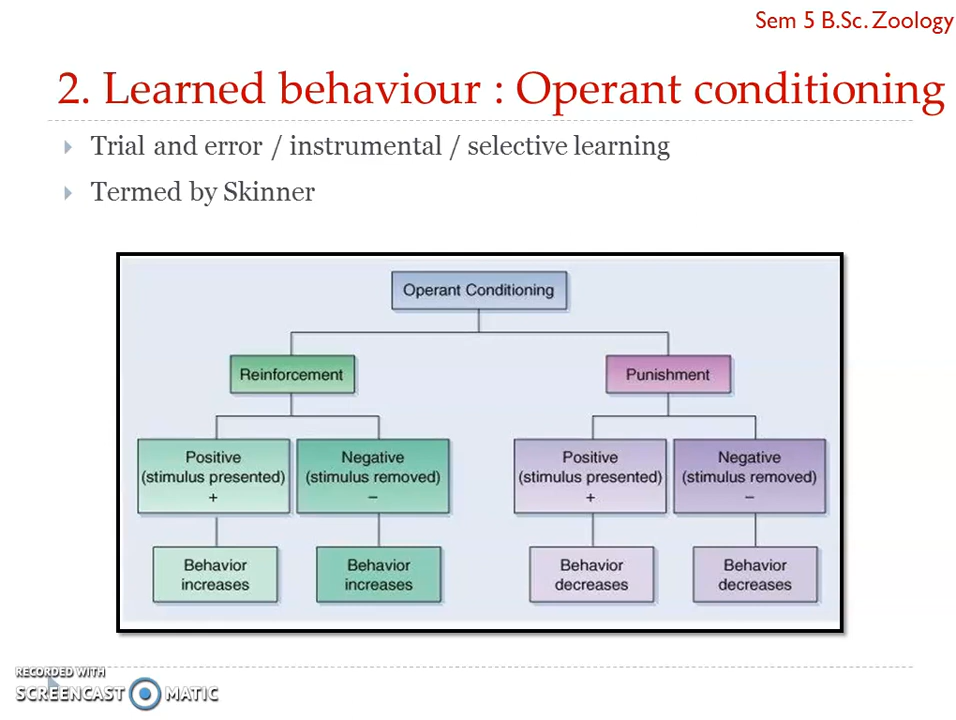 Sem 5 B.Sc. Zoology
2. Learned behaviour : Operant conditioning
Trial and error / instrumental / selective learning
Termed by Skinner
Operant Conditioning
Reinforcement
Punishment
Positive
(stimulus presented)
+
Negative
(stimulus removed)
–
Positive
(stimulus presented)
+
Negative
(stimulus removed)
–
Behavior
increases
Behavior
increases
Behavior
decreases
Behavior
decreases
RECORDED WITH
SCREENCAST MATIC